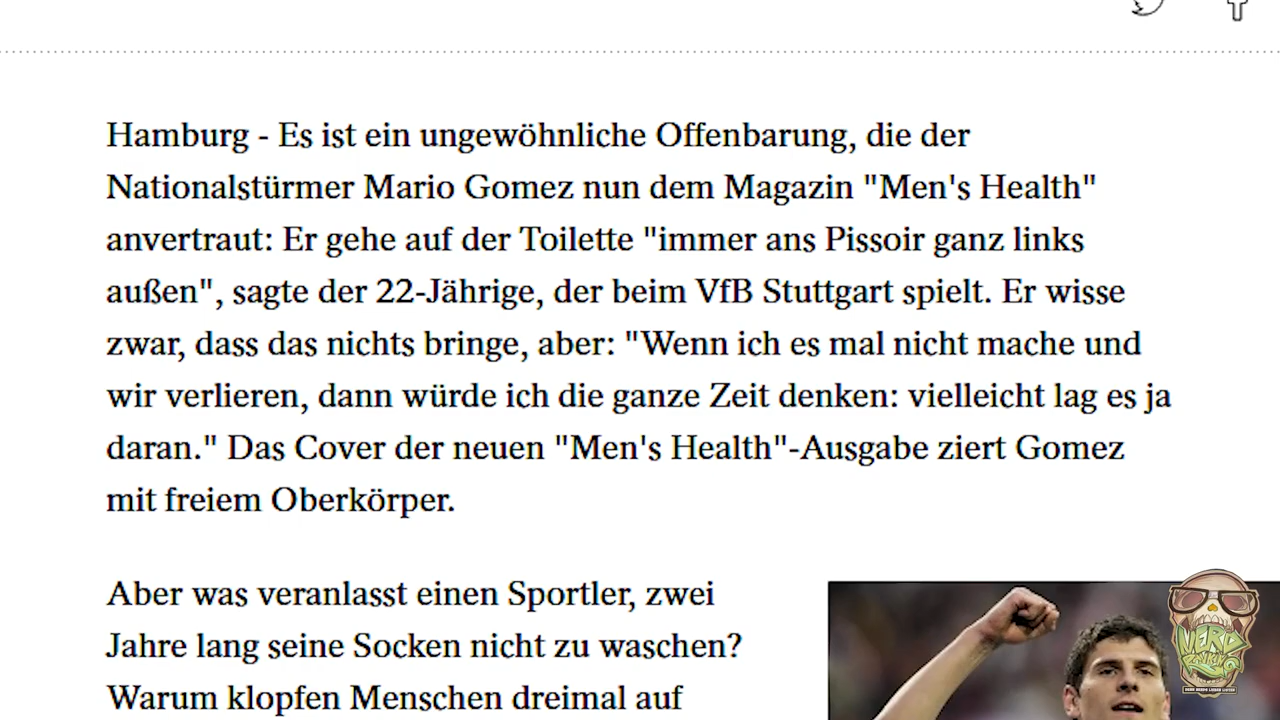 Hamburg - Es ist ein ungewöhnliche Offenbarung, die der
Nationalstürmer Mario Gomez nun dem Magazin "Men's Health"
anvertraut: Er gehe auf der Toilette "immer ans Pissoir ganz links
außen", sagte der 22-Jährige, der beim VfB Stuttgart spielt. Er wisse
zwar, dass das nichts bringe, aber: "Wenn ich es mal nicht mache und
wir verlieren, dann würde ich die ganze Zeit denken: vielleicht lag es ja
daran." Das Cover der neuen "Men's Health"-Ausgabe ziert Gomez
mit freiem Oberkörper.
Aber was veranlasst einen Sportler, zwei
Jahre lang seine Socken nicht zu waschen?
Warum klopfen Menschen dreimal auf
NERD